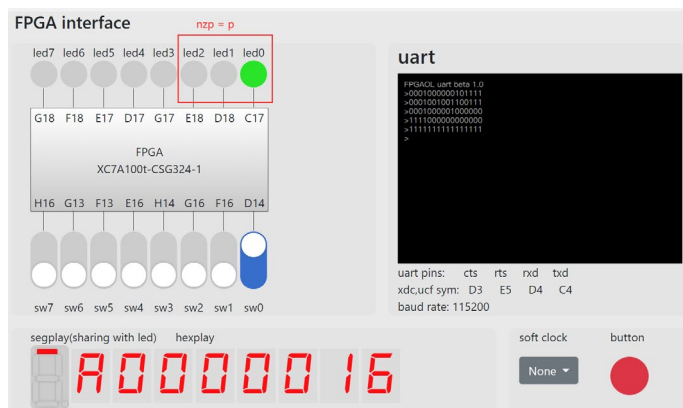 FPGA interface
nzp = p
led7 led6 led5 led4 led3 led2 led1 led0
G18 F18 E17 D17 G17 E18 D18 C17
FPGA
XC7A100t-CSG324-1
H16 G13 F13 E16 H14 G16 F16 D14
sw7 sw6 sw5 sw4 sw3 sw2 sw1 sw0
uart
FPGAOL uart beta 1.0
>0001000000101111
>0001001001100111
>0001000001000000
>1111000000000000
>1111111111111111
>
uart pins: cts rts rxd txd
xdc,ucf sym: D3 E5 D4 C4
baud rate: 115200
segplay(sharing with led) hexplay
A0000016
soft clock button
None